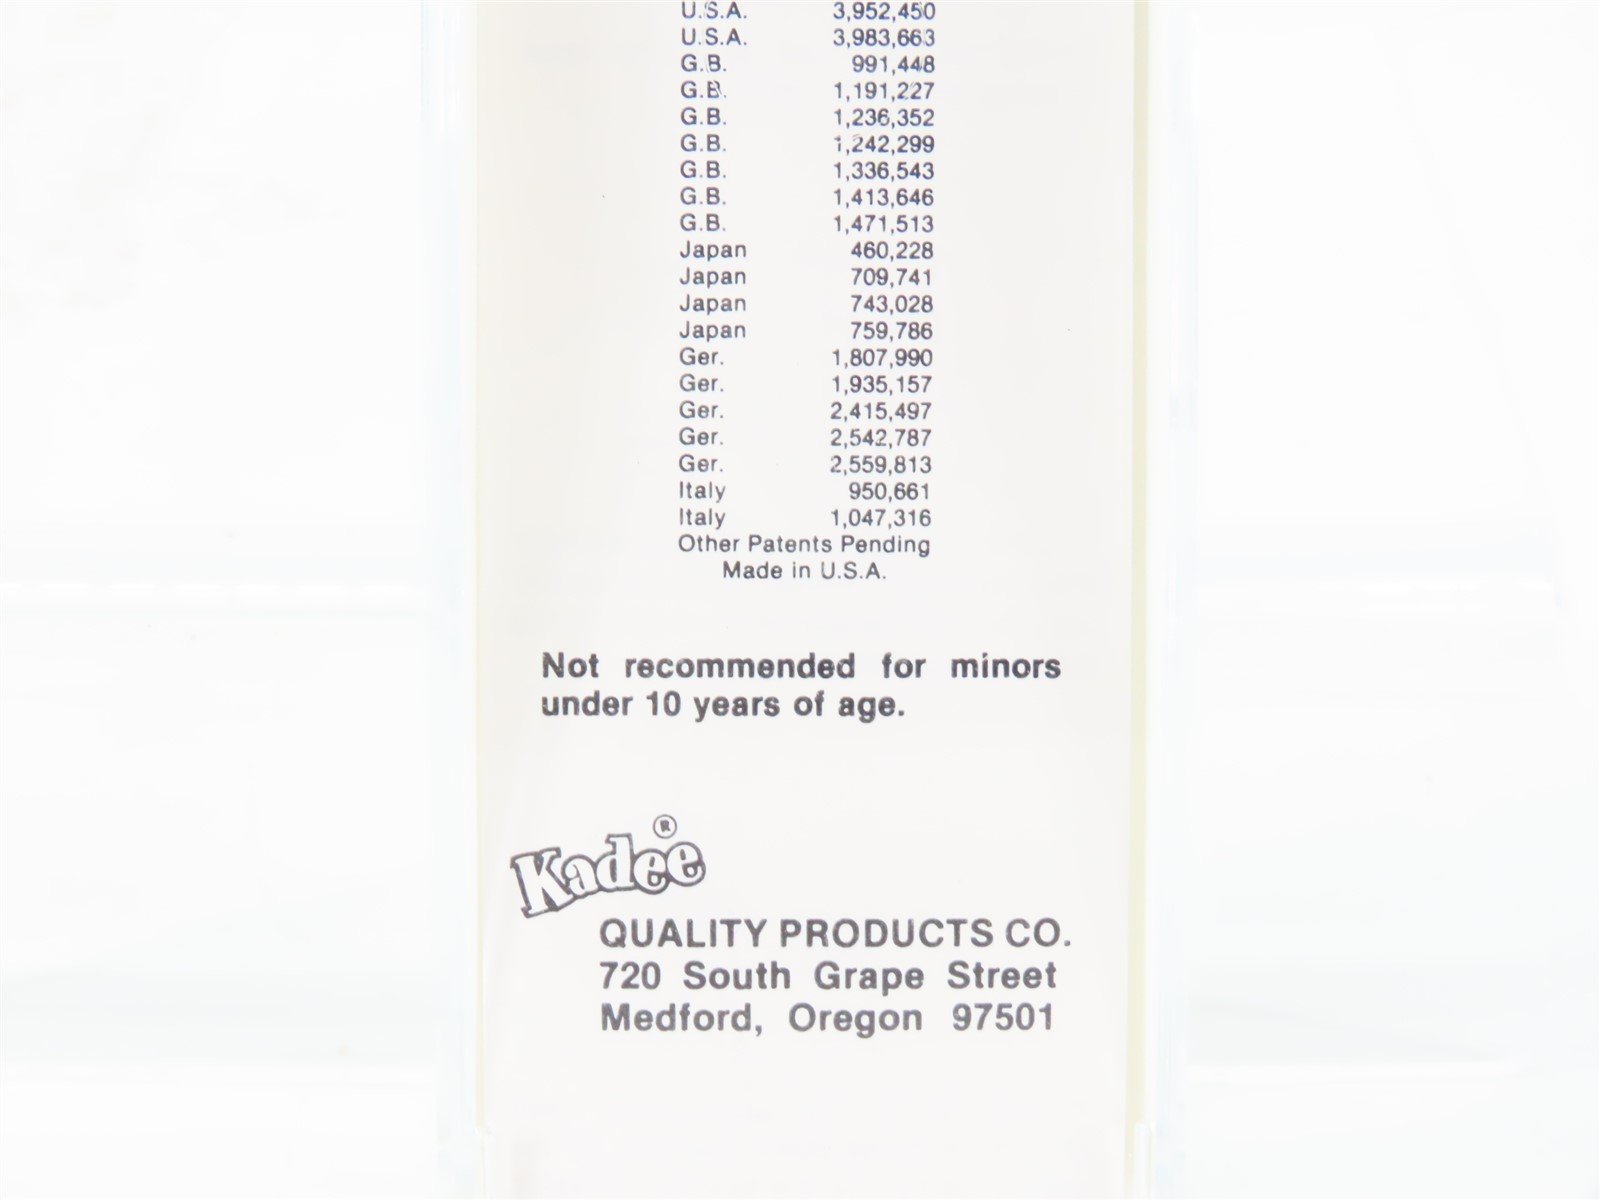 U.S.A. 3,952,450
U.S.A. 3,983,663
G.B. 991,448
G.B. 1,191,227
G.B. 1,236,352
G.B. 1,242,299
G.B. 1,336,543
G.B. 1,413,646
G.B. 1,471,513
Japan 460,228
Japan 709,741
Japan 743,028
Japan 759,786
Ger. 1,807,990
Ger. 1,935,157
Ger. 2,415,497
Ger. 2,542,787
Ger. 2,559,813
Italy 950,661
Italy 1,047,316
Other Patents Pending
Made in U.S.A.
Not recommended for minors
under 10 years of age.
Kadee®
QUALITY PRODUCTS CO.
720 South Grape Street
Medford, Oregon 97501